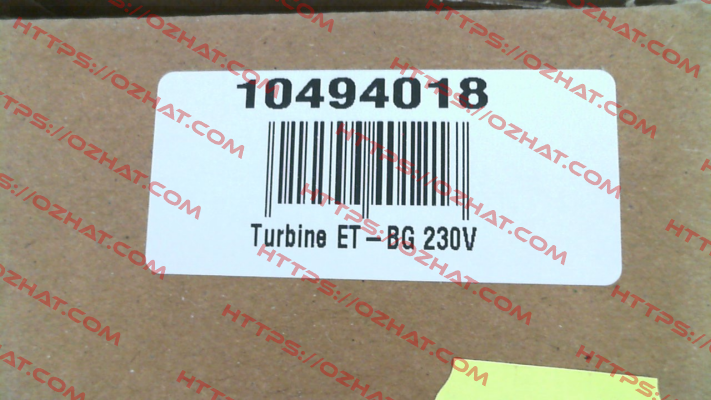 10494018
Turbine ET-BG 230V
HTTPS://OZHAT.COM